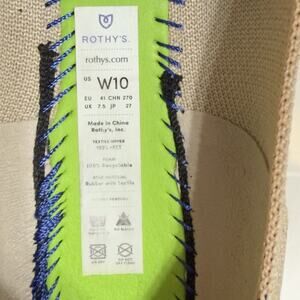 ROTHY'S.
rothys.com
US W10
EU 41 CHN 270
UK 7.5 JP 27
Made in China
Rothy's, Inc.
TEXTILE UPPER
100% rPET
FOAM
100% Recyclable
Rubber with Textile